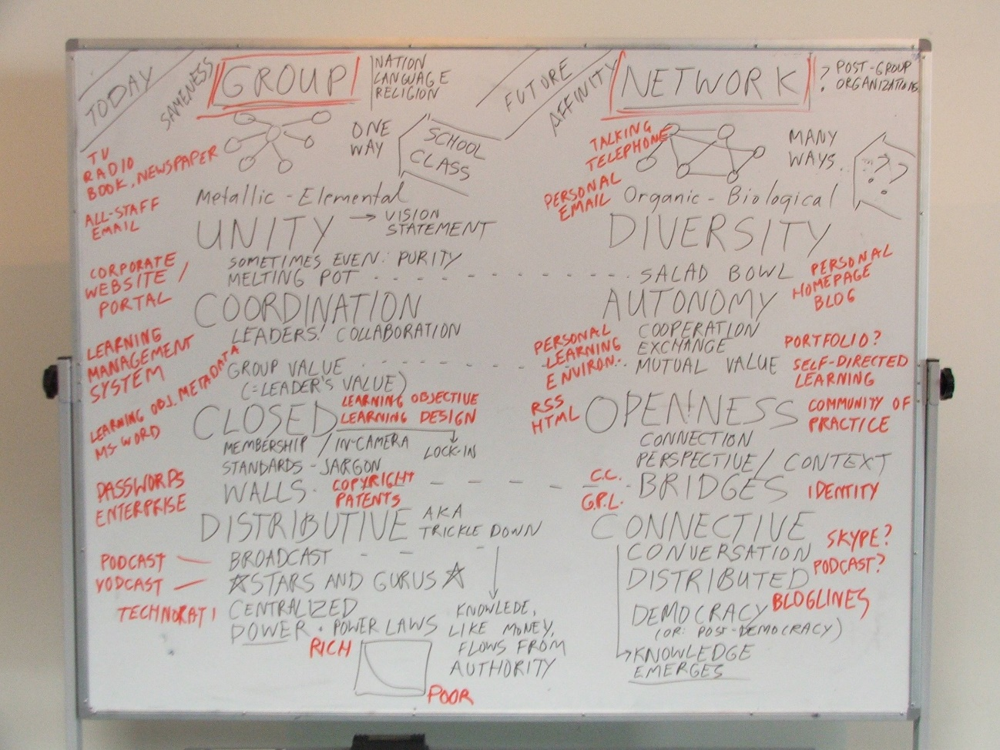 TODAY
SAMENESS
GROUP
NATION
LANGUAGE
RELIGION
FUTURE
AFFINITY
NETWORK
? POST-GROUP
? ORGANIZATIONS
TV
RADIO
BOOK, NEWSPAPER
ONE
WAY
SCHOOL
CLASS
TALKING
TELEPHONE
MANY
WAYS
? ?
ALL-STAFF
EMAIL
Metallic - Elemental
UNITY → VISION
STATEMENT
SOMETIMES EVEN: PURITY
MELTING POT - - - - - - - - - SALAD BOWL
PERSONAL
EMAIL
Organic - Biological
DIVERSITY
PERSONAL
HOMEPAGE
BLOG
CORPORATE
WEBSITE /
PORTAL
COORDINATION
LEADERS! COLLABORATION
GROUP VALUE - - - - - - - - - MUTUAL VALUE
(=LEADER'S VALUE)
AUTONOMY
COOPERATION
EXCHANGE
PERSONAL
LEARNING
ENVIRON.
PORTFOLIO?
SELF-DIRECTED
LEARNING
LEARNING
MANAGEMENT
SYSTEM
LEARNING OBJ. METADATA
MS-WORD
CLOSED
LEARNING OBJECTIVE
LEARNING DESIGN
MEMBERSHIP / IN-CAMERA
LOCK-IN
STANDARDS - JARGON
WALLS - - - - - BRIDGES
COPYRIGHT
PATENTS
RSS
HTML
OPENNESS
COMMUNITY OF
PRACTICE
CONNECTION
PERSPECTIVE / CONTEXT
C.C.
G.P.L.
IDENTITY
PASSWORDS
ENTERPRISE
DISTRIBUTIVE AKA
TRICKLE DOWN
CONNECTIVE
SKYPE?
PODCAST
VODCAST
TECHNORATI
BROADCAST - - - CONVERSATION
STARS AND GURUS
CENTRALIZED
POWER • POWER LAWS
RICH
POOR
KNOWLEDE,
LIKE MONEY,
FLOWS FROM
AUTHORITY
PODCAST?
DISTRIBUTED
BLOGLINES
DEMOCRACY
(OR: POST-DEMOCRACY)
KNOWLEDGE
EMERGES